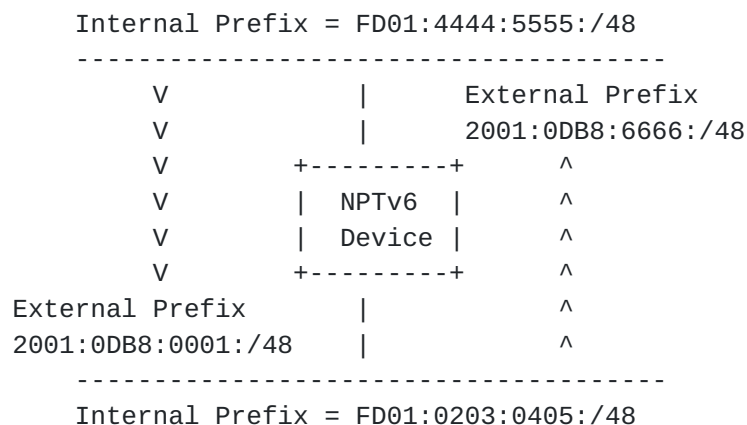 Internal Prefix = FD01:4444:5555:/48
--------------------------------------
V | External Prefix
V | 2001:0DB8:6666:/48
V +---------+ ^
V | NPTv6 | ^
V | Device | ^
V +---------+ ^
External Prefix | ^
2001:0DB8:0001:/48 | ^
--------------------------------------
Internal Prefix = FD01:0203:0405:/48